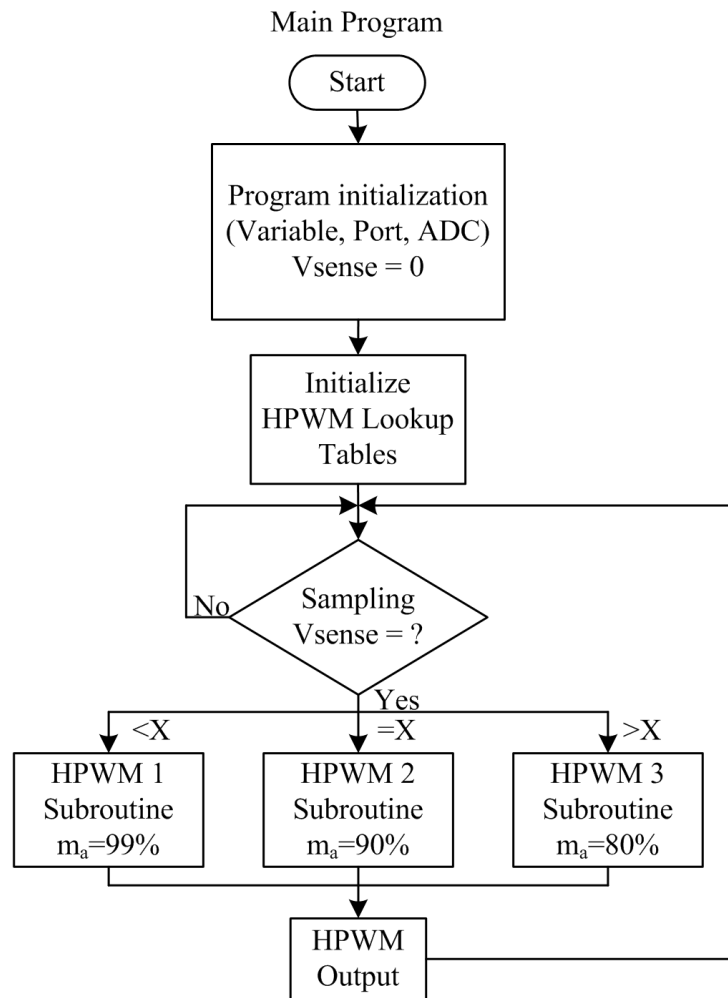 Main Program
Start
Program initialization
(Variable, Port, ADC)
Vsense = 0
Initialize
HPWM Lookup
Tables
Sampling
Vsense = ?
No
Yes
<X
=X
>X
HPWM 1
Subroutine
mₐ=99%
HPWM 2
Subroutine
mₐ=90%
HPWM 3
Subroutine
mₐ=80%
HPWM
Output